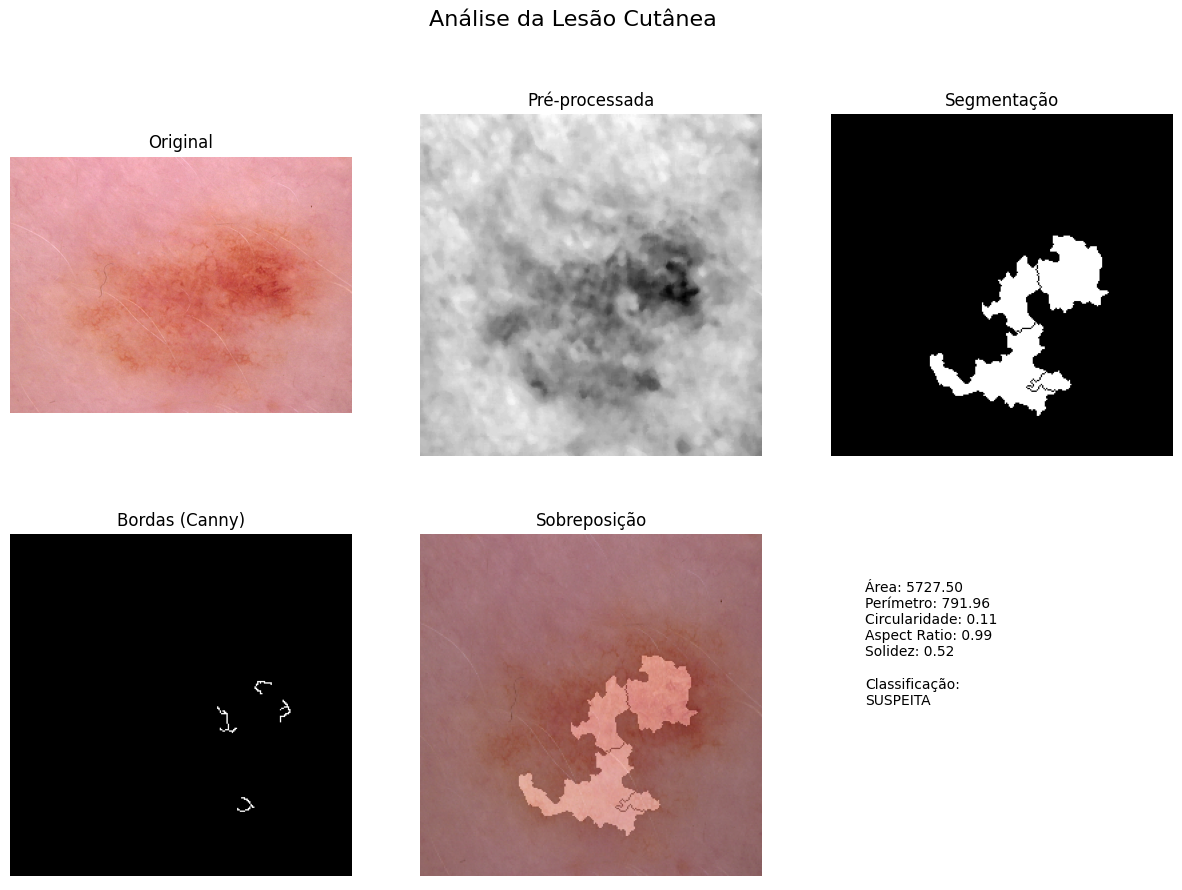 Análise da Lesão Cutânea
Original
Pré-processada
Segmentação
Bordas (Canny)
Sobreposição
Área: 5727.50
Perímetro: 791.96
Circularidade: 0.11
Aspect Ratio: 0.99
Solidez: 0.52
Classificação:
SUSPEITA